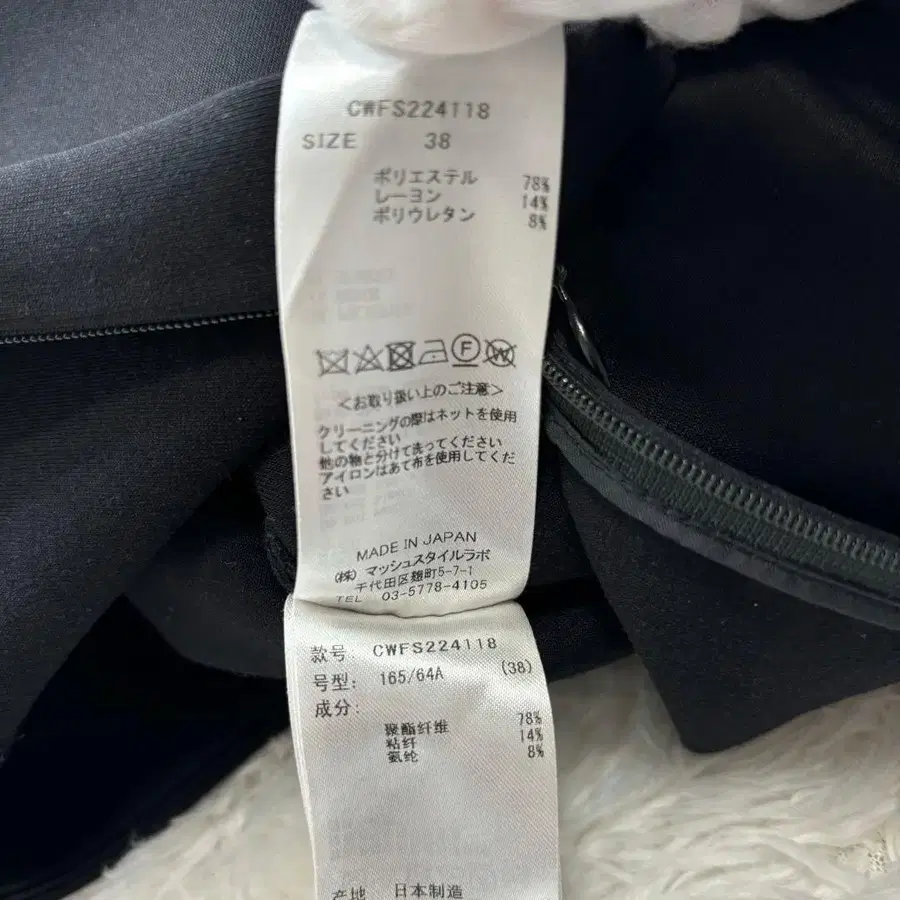 CWFS224118
SIZE 38
ポリエステル 78%
レーヨン 14%
ポリウレタン 8%
F W
＜お取り扱い上のご注意＞
クリーニングの際はネットを使用
してください
他の物と分けて洗ってください
アイロンはあて布を使用してくだ
さい
MADE IN JAPAN
(株) マッシュスタイルラボ
千代田区麹町5-7-1
TEL 03-5778-4105
款号: CWFS224118
号型: 165/64A (38)
成分:
聚酯纤维 78%
粘纤 14%
氨纶 8%
产地 日本制造